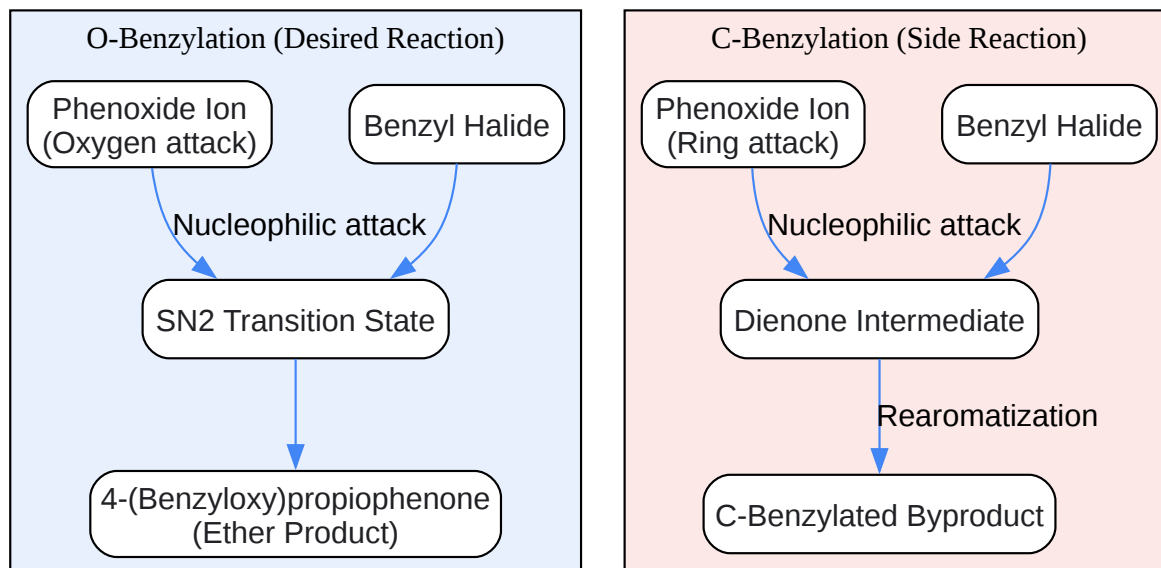 O-Benzylation (Desired Reaction)
Phenoxide Ion
(Oxygen attack)
Benzyl Halide
Nucleophilic attack
SN2 Transition State
4-(Benzyloxy)propiophenone
(Ether Product)
C-Benzylation (Side Reaction)
Phenoxide Ion
(Ring attack)
Benzyl Halide
Nucleophilic attack
Dienone Intermediate
Rearomatization
C-Benzylated Byproduct